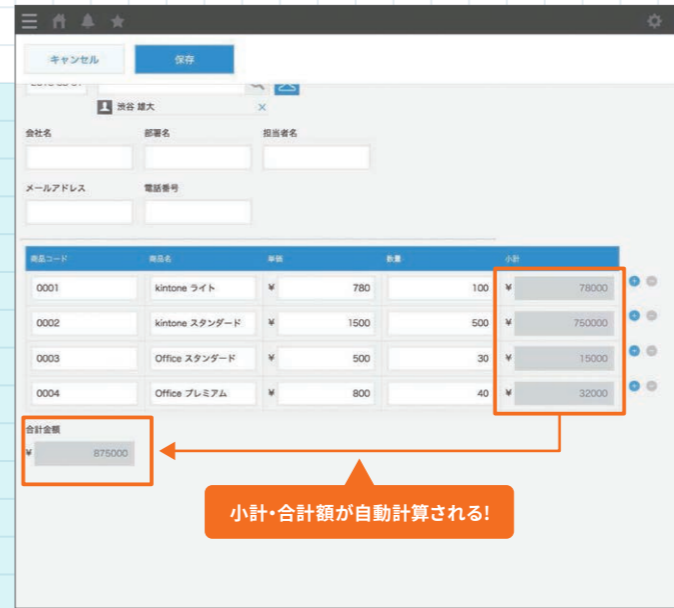 キャンセル 保存
渋谷 雄大
会社名 部署名 担当者名
メールアドレス 電話番号
商品コード 商品名 単価 数量 小計
0001 kintone ライト ¥ 780 100 ¥ 78000
0002 kintone スタンダード ¥ 1500 500 ¥ 750000
0003 Office スタンダード ¥ 500 30 ¥ 15000
0004 Office プレミアム ¥ 800 40 ¥ 32000
合計金額
¥ 875000
小計・合計額が自動計算される!